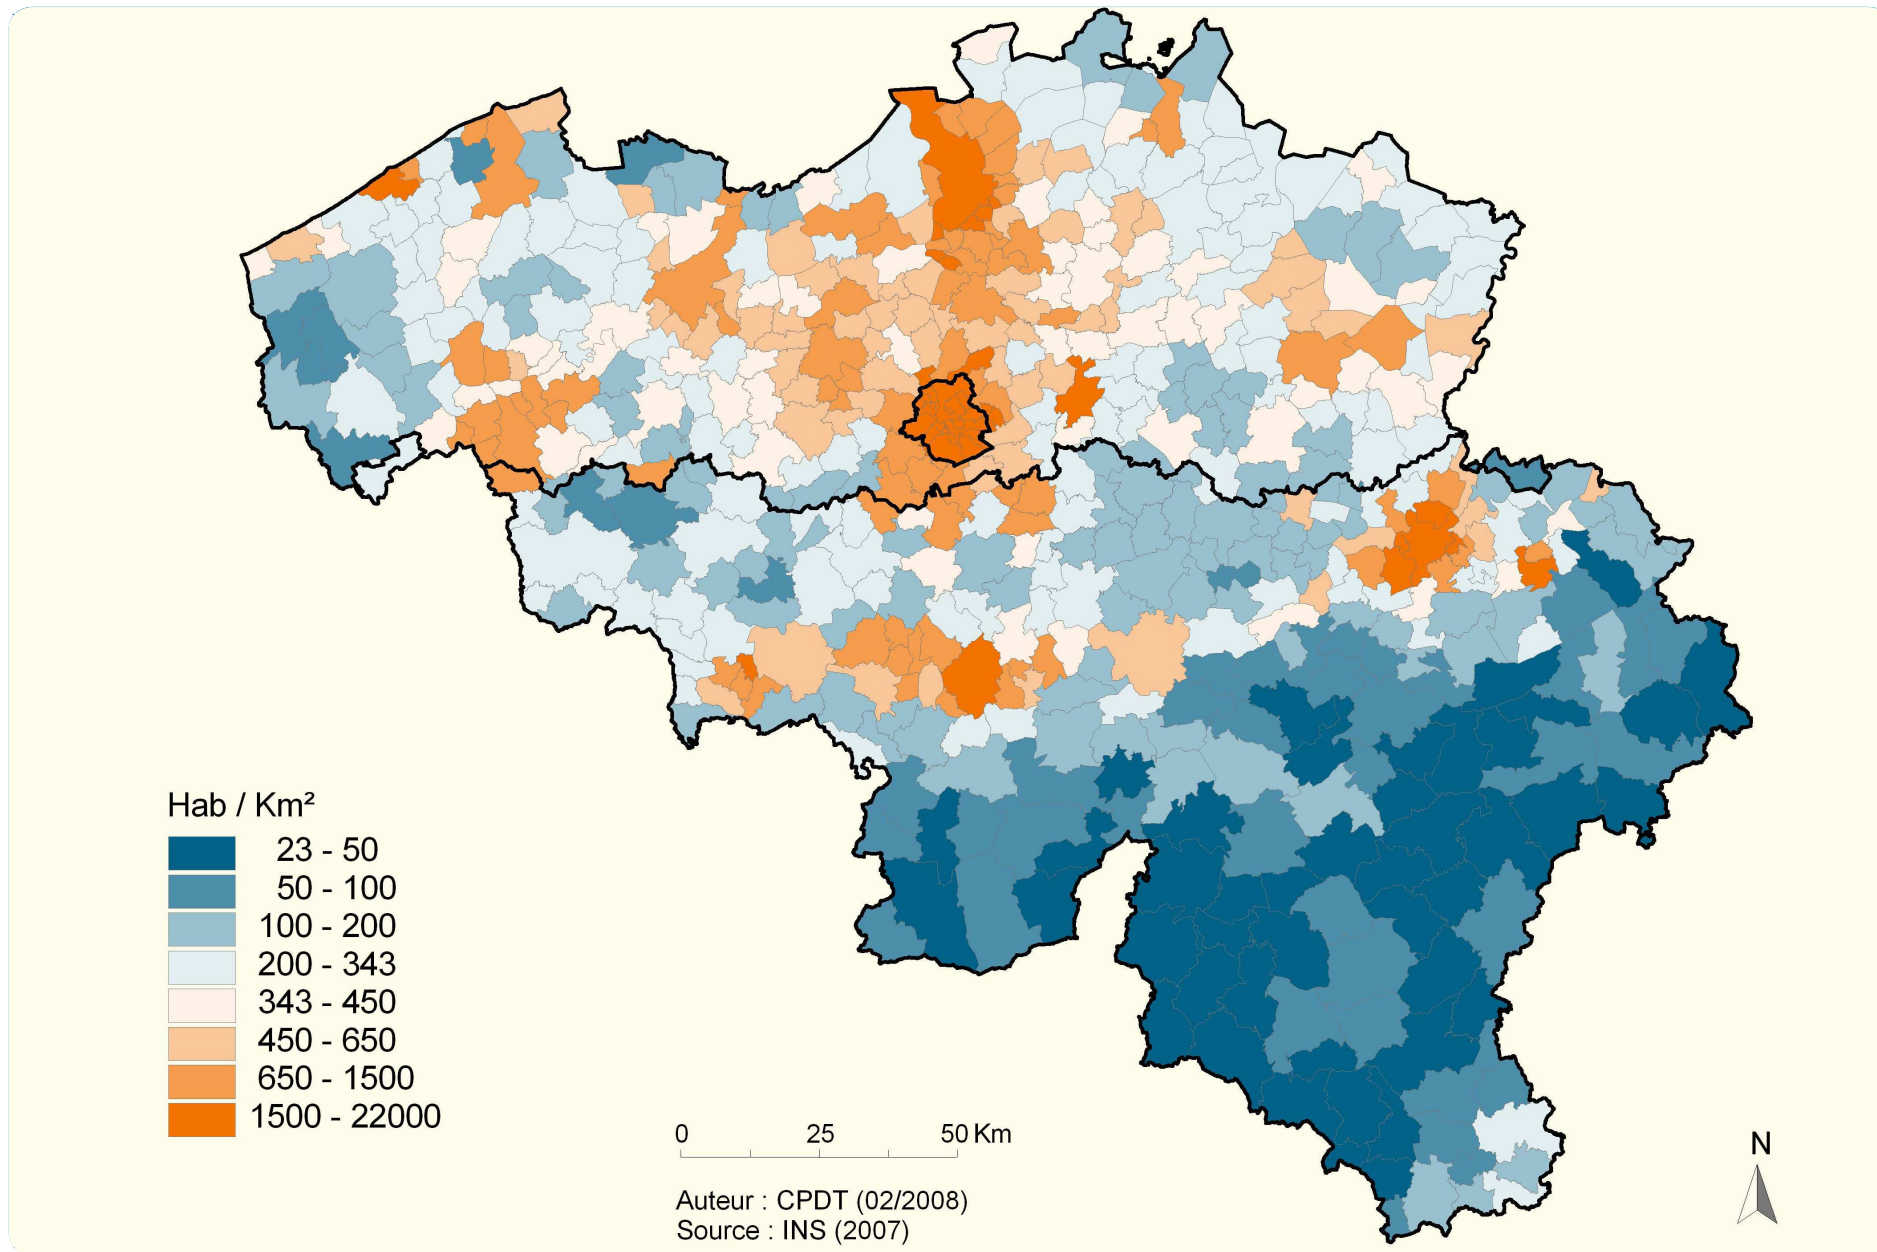 Hab / Km²
23 - 50
50 - 100
100 - 200
200 - 343
343 - 450
450 - 650
650 - 1500
1500 - 22000
0 25 50 Km
Auteur : CPDT (02/2008)
Source : INS (2007)
N